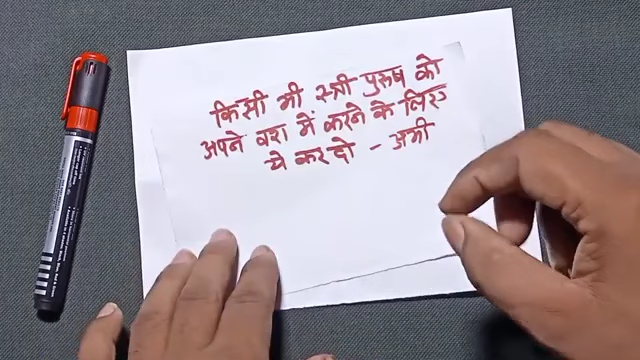 किसी भी स्त्री पुरुष को
अपने वश में करने के लिए
ये कर दो - अभी